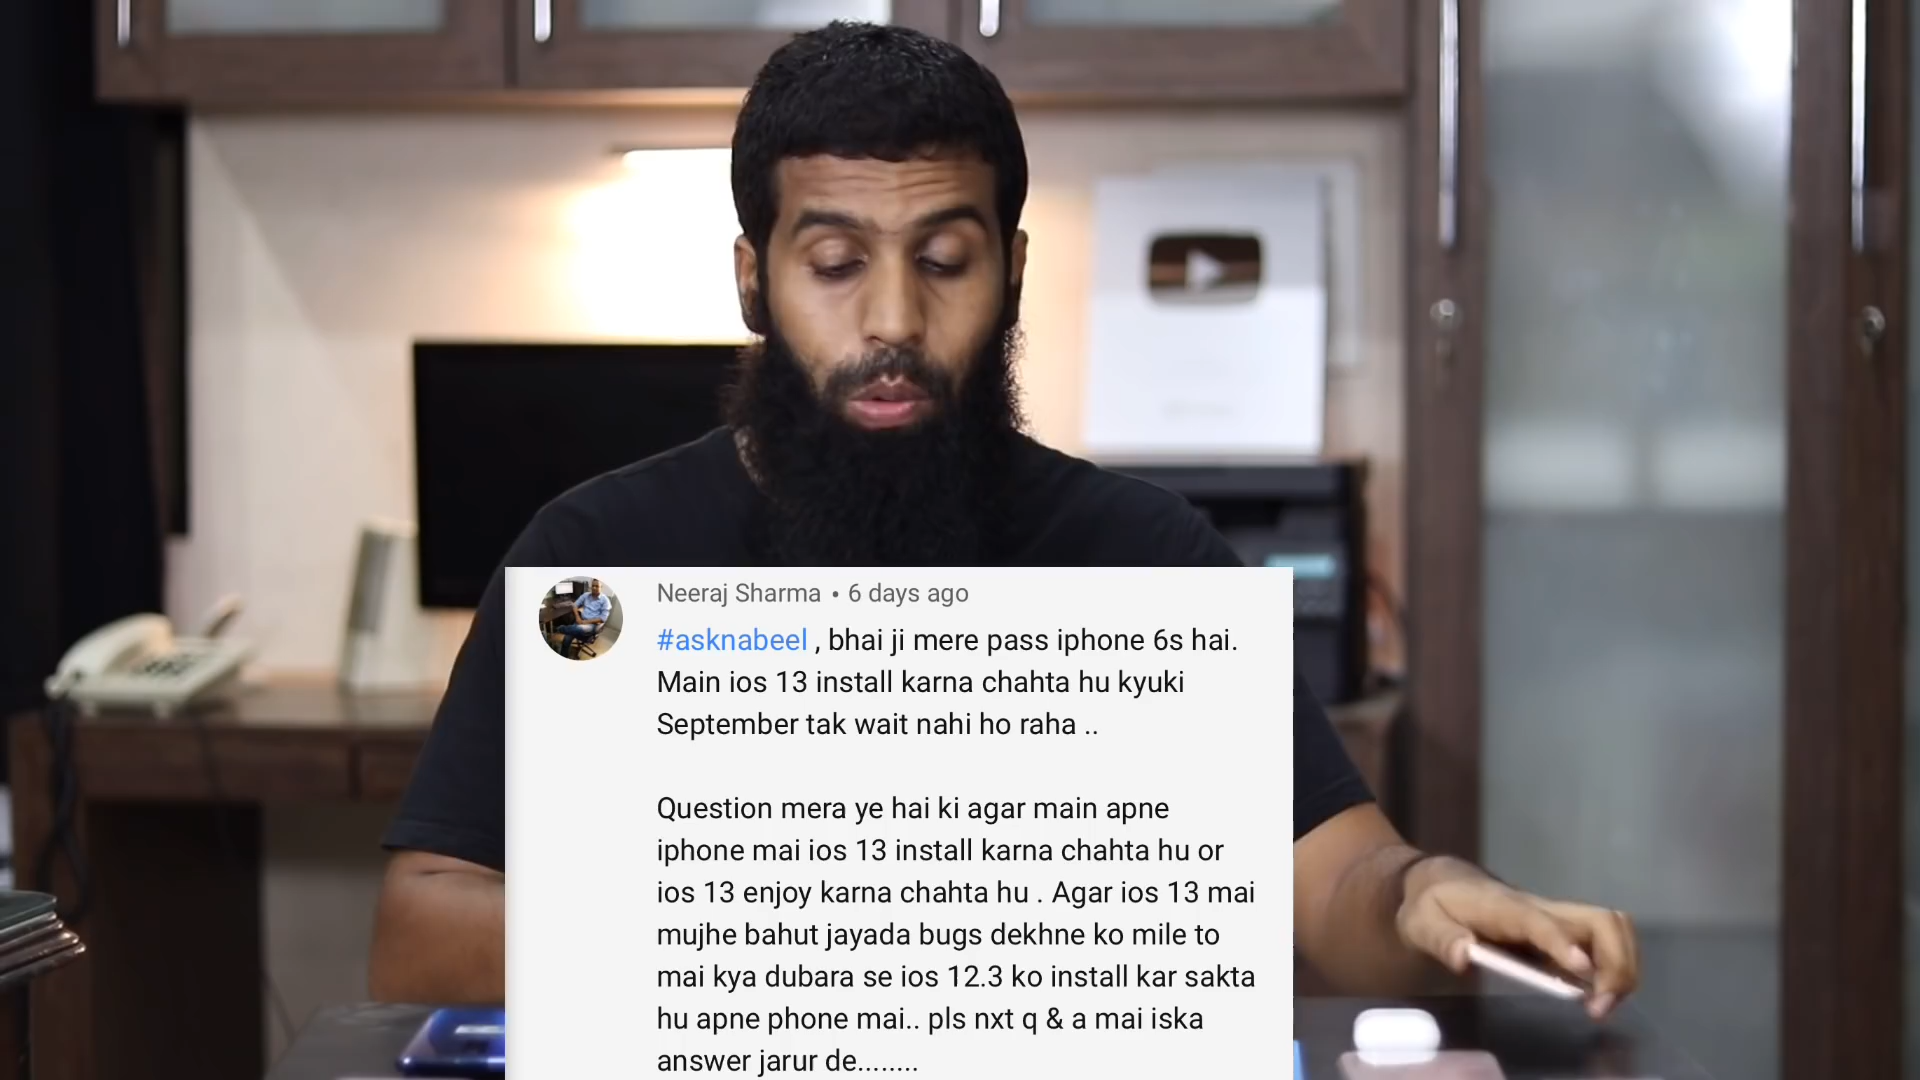 Neeraj Sharma • 6 days ago
#asknabeel , bhai ji mere pass iphone 6s hai.
Main ios 13 install karna chahta hu kyuki
September tak wait nahi ho raha ..
Question mera ye hai ki agar main apne
iphone mai ios 13 install karna chahta hu or
ios 13 enjoy karna chahta hu . Agar ios 13 mai
mujhe bahut jayada bugs dekhne ko mile to
mai kya dubara se ios 12.3 ko install kar sakta
hu apne phone mai.. pls nxt q & a mai iska
answer jarur de........